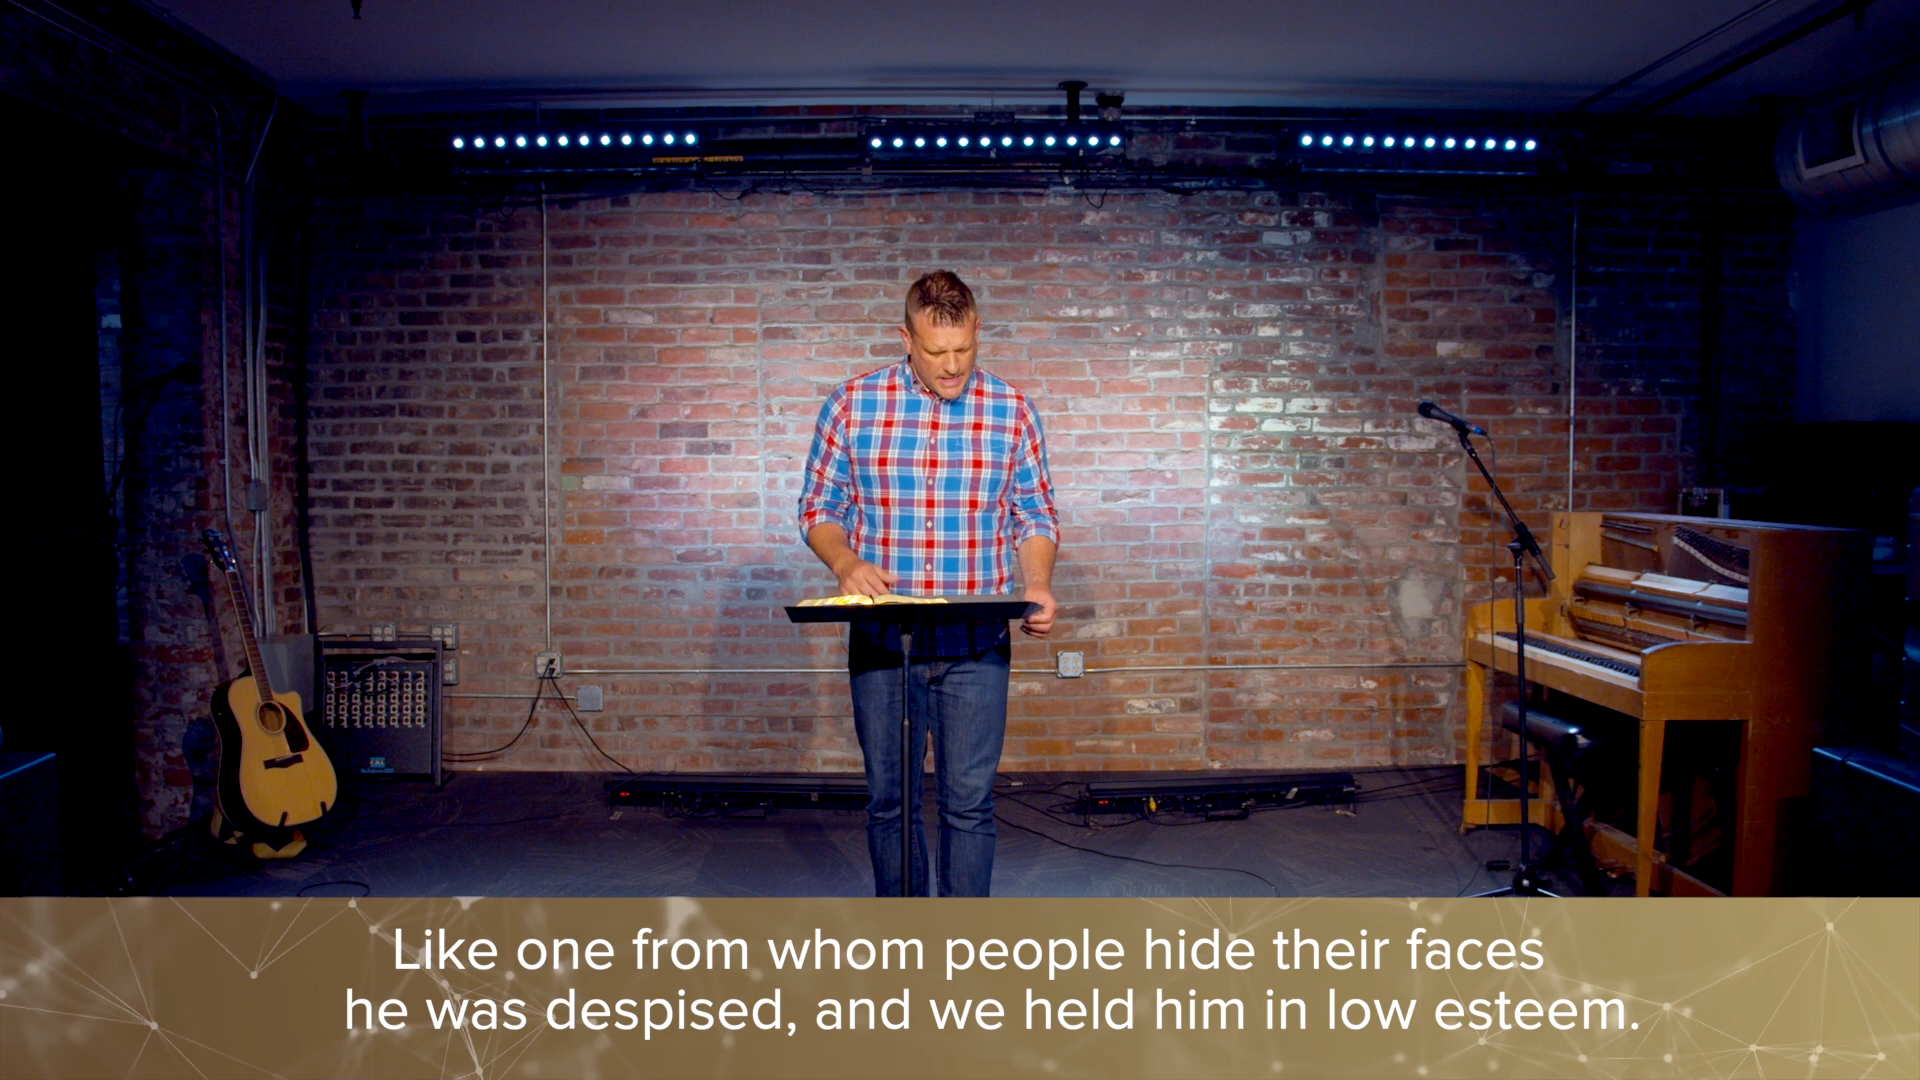 Like one from whom people hide their faces
he was despised, and we held him in low esteem.